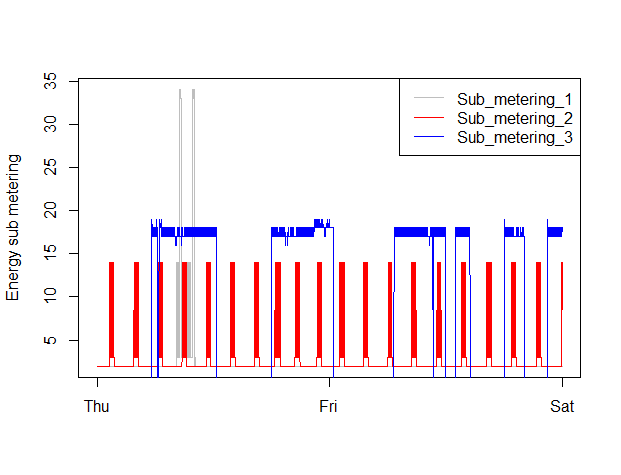 Energy sub metering
35
30
25
20
15
10
5
Thu
Fri
Sat
Sub_metering_1
Sub_metering_2
Sub_metering_3